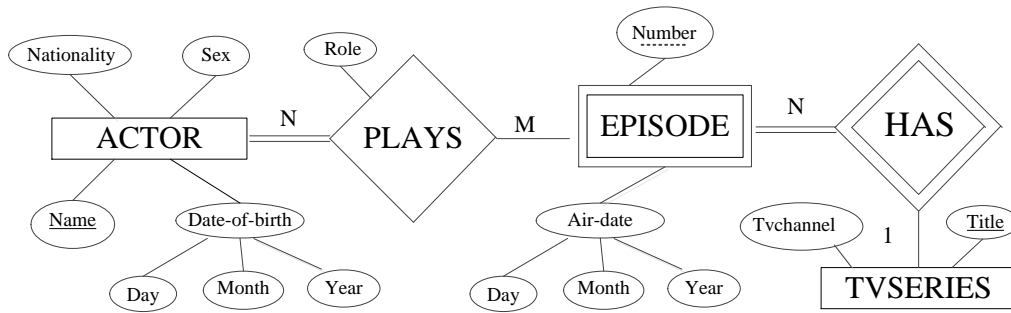 Number
Nationality
Sex
Role
N
M
N
ACTOR
PLAYS
EPISODE
HAS
Name
Date-of-birth
Air-date
Tvchannel
1
Title
Day
Month
Year
Day
Month
Year
TVSERIES